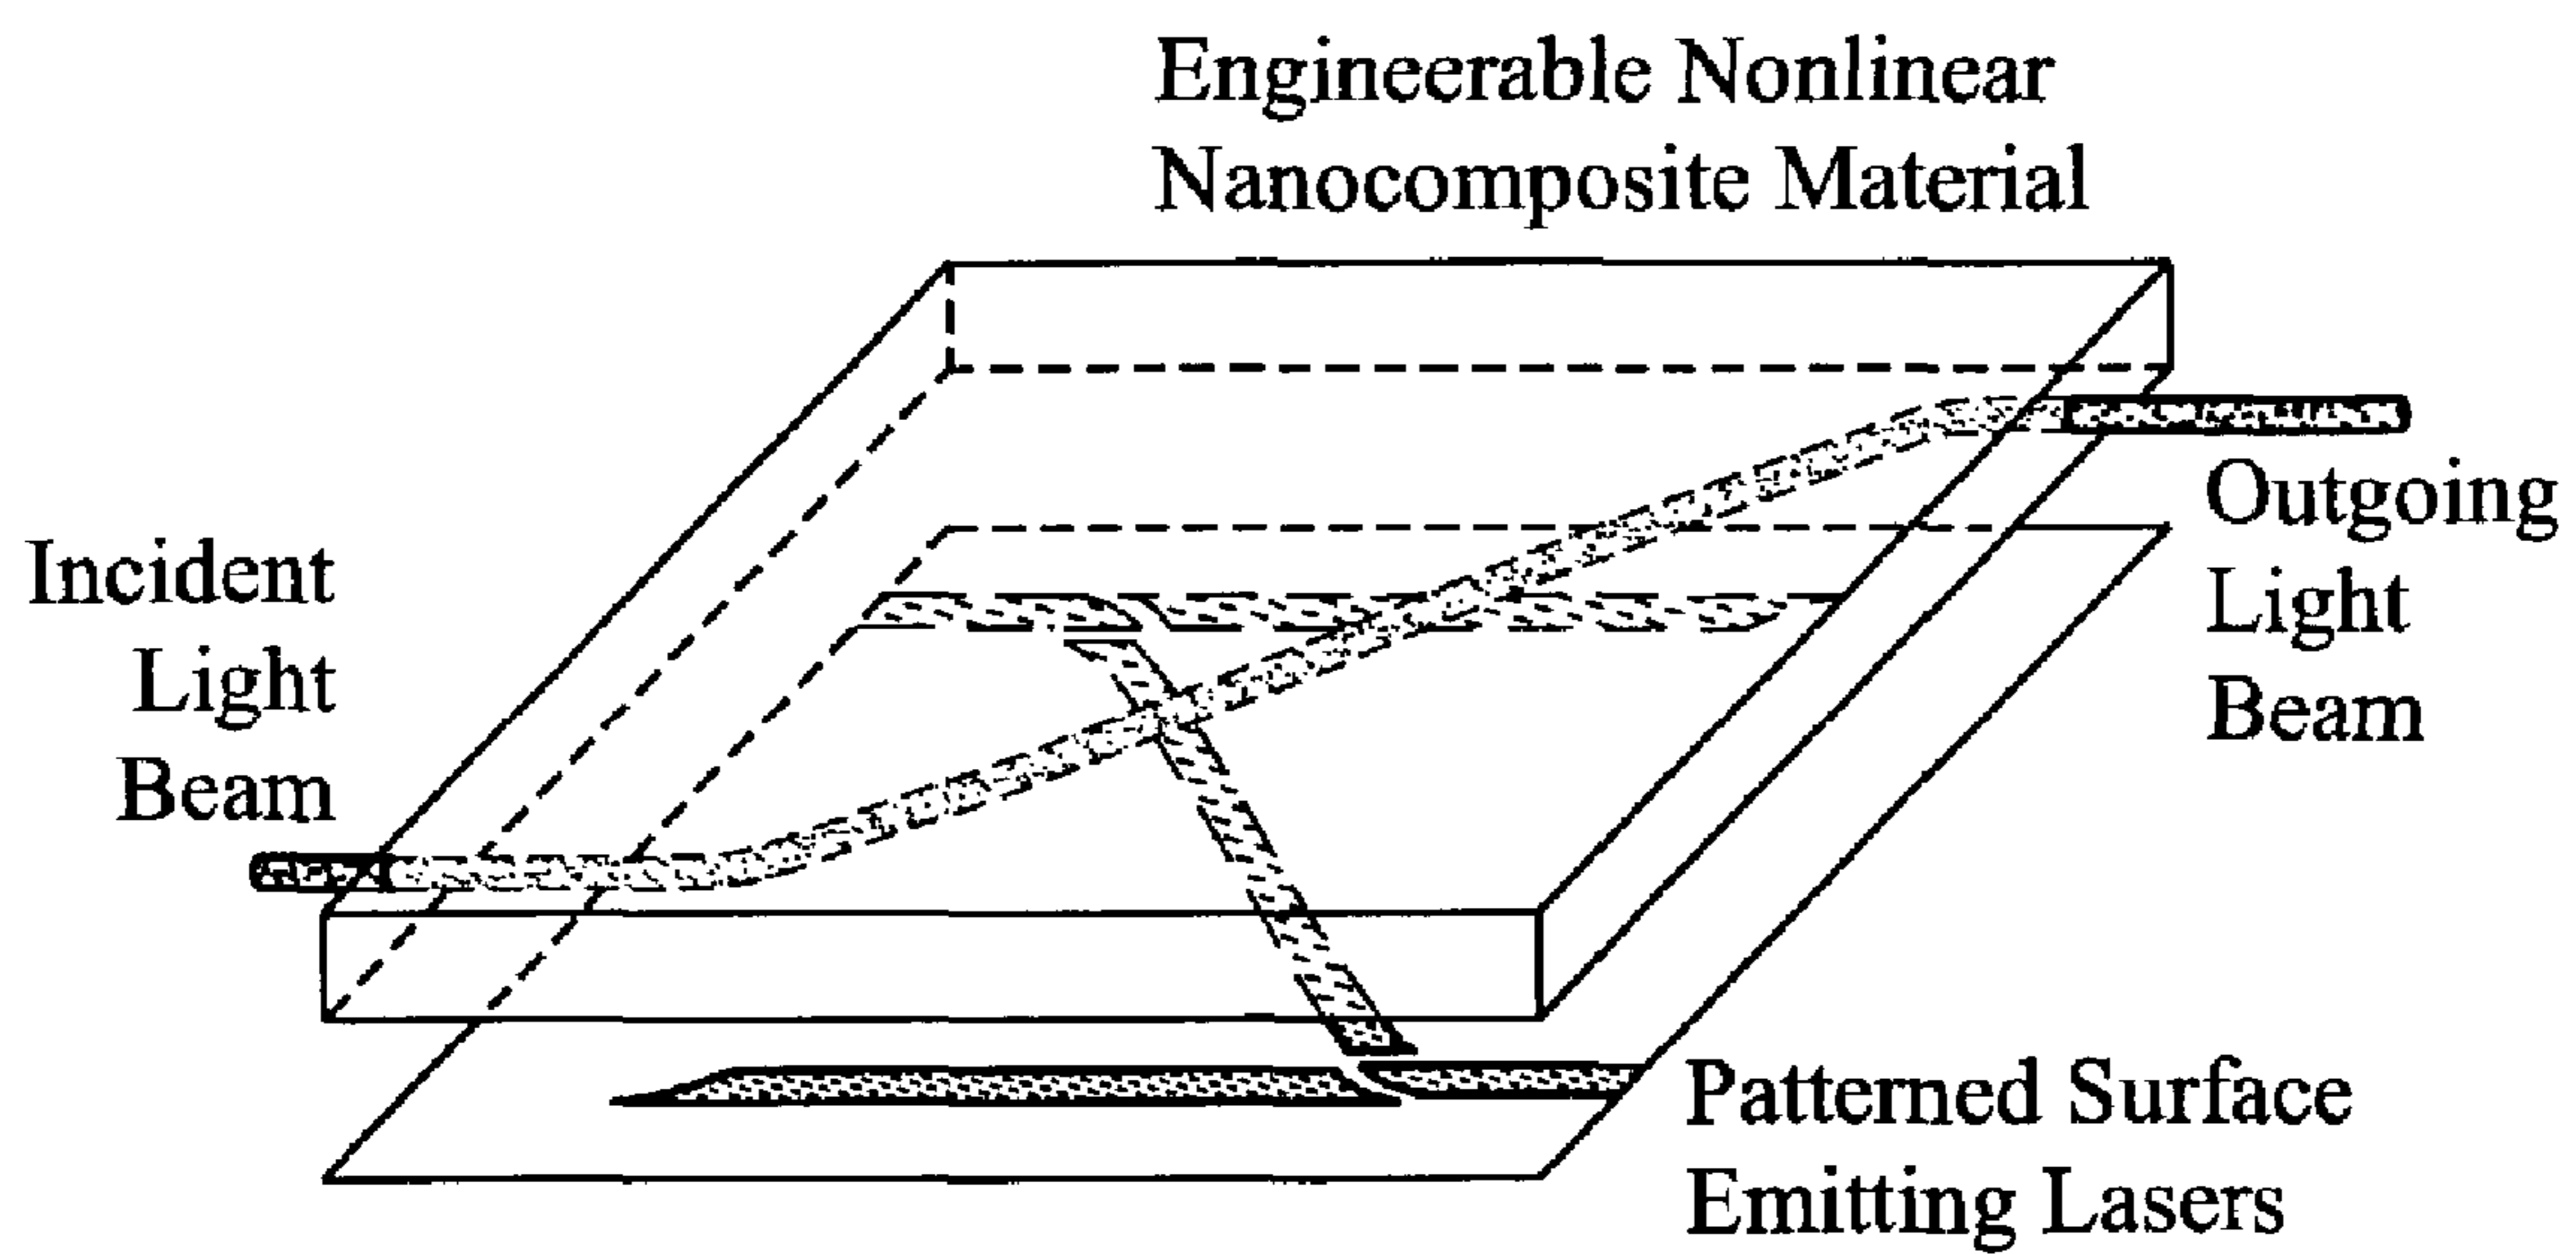 Engineerable Nonlinear
Nanocomposite Material
Incident
Light
Beam
Outgoing
Light
Beam
Patterned Surface
Emitting Lasers